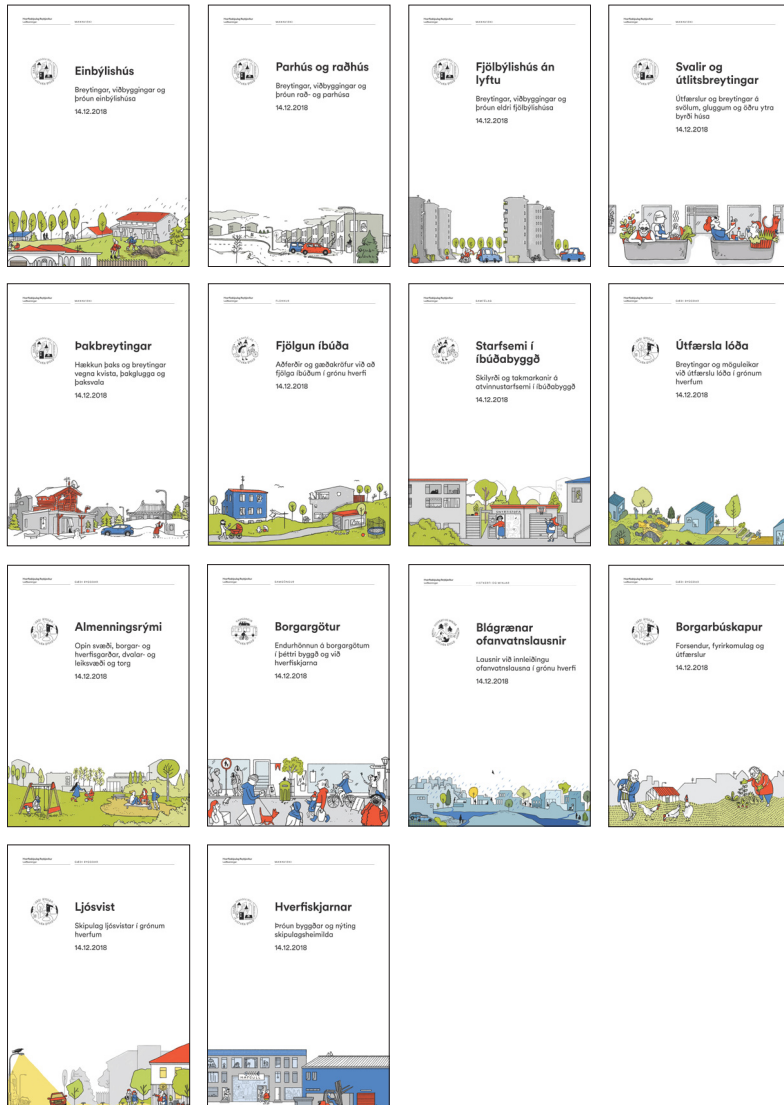 Einbýlishús
Breytingar, viðbyggingar og
þróun einbýlishúsa
14.12.2018
Parhús og raðhús
Breytingar, viðbyggingar og
þróun rað- og parhúsa
14.12.2018
Fjölbýlishús án
lyftu
Breytingar, viðbyggingar og
þróun eldri fjölbýlishúsa
14.12.2018
Svalir og
útlitsbreytingar
Útfærslur og breytingar á
svölum, gluggum og öðru ytra
byrði húsa
14.12.2018
Þakbreytingar
Hækkun þaks og breytingar
vegna kvista, þakglugga og
þaksvala
14.12.2018
Fjölgun íbúða
Aðferðir og gæðakröfur við að
fjölga íbúðum í grónu hverfi
14.12.2018
Starfsemi í
íbúðabyggð
Skilyrði og takmarkanir á
atvinnustarfsemi í íbúðabyggð
14.12.2018
Útfærsla lóða
Breytingar og möguleikar
við útfærslu lóða í grónum
hverfum
14.12.2018
Almenningsrými
Opin svæði, borgar- og
hverfisgarðar, dvalar- og
leiksvæði og torg
14.12.2018
Borgargötur
Endurhönnun á borgargötum
í þéttri byggð og við
hverfiskjarna
14.12.2018
Blágrænar
ofanvatnslausnir
Lausnir við innleiðingu
ofanvatnslausna í grónu hverfi
14.12.2018
Borgarbúskapur
Forsendur, fyrirkomulag og
útfærslur
14.12.2018
Ljósvist
Skipulag ljósvistar í grónum
hverfum
14.12.2018
Hverfiskjarnar
Þróun byggðar og nýting
skipulagsheimilda
14.12.2018